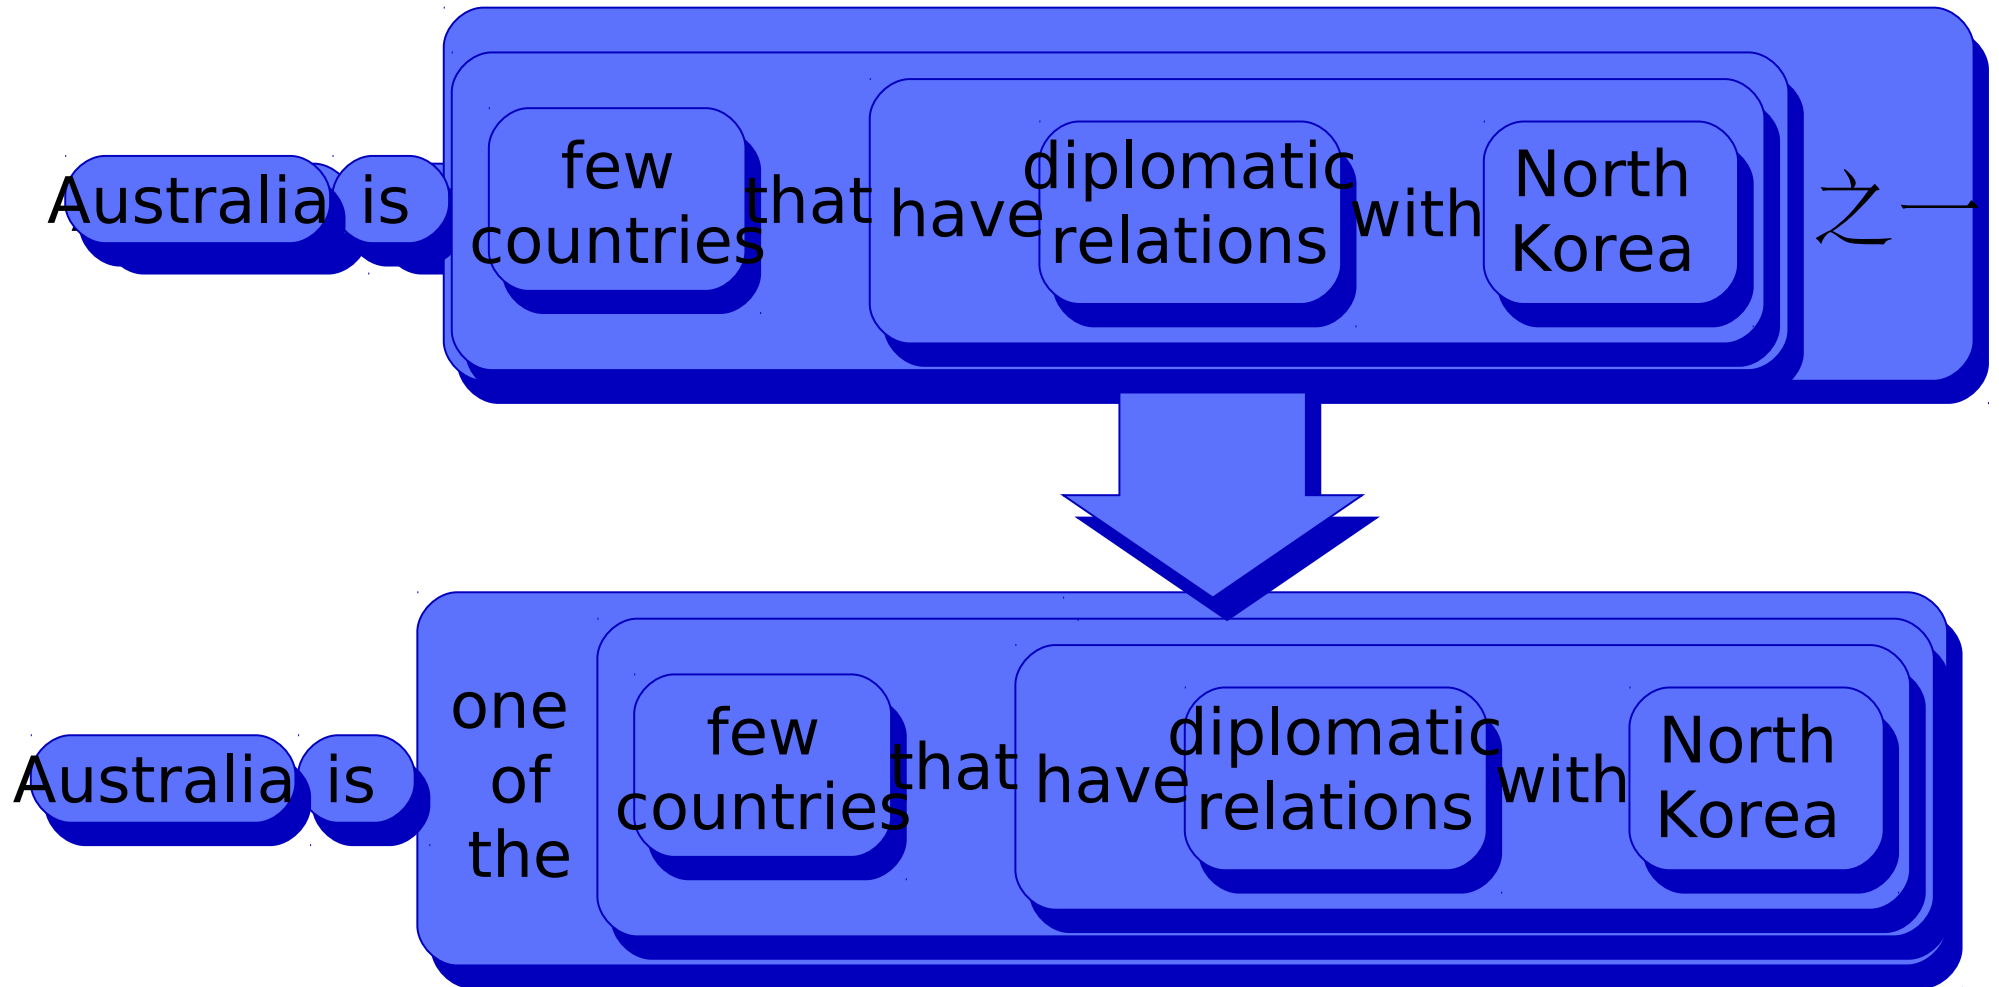 Australia is few countries that have diplomatic relations with North Korea 之一
Australia is one of the few countries that have diplomatic relations with North Korea